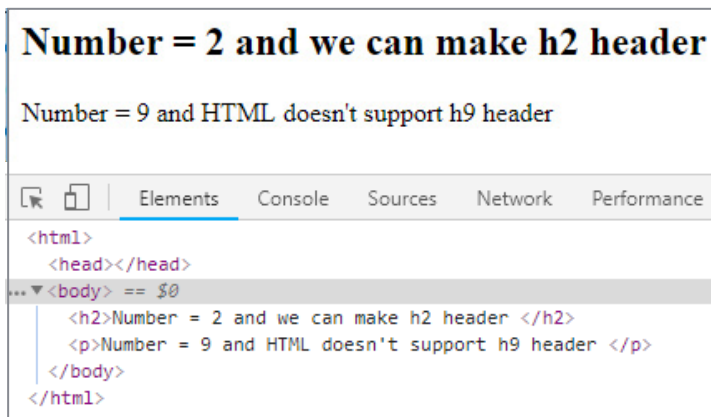 Number = 2 and we can make h2 header
Number = 9 and HTML doesn't support h9 header
Elements Console Sources Network Performance
<html>
<head></head>
...▼<body> == $0
<h2>Number = 2 and we can make h2 header </h2>
<p>Number = 9 and HTML doesn't support h9 header </p>
</body>
</html>